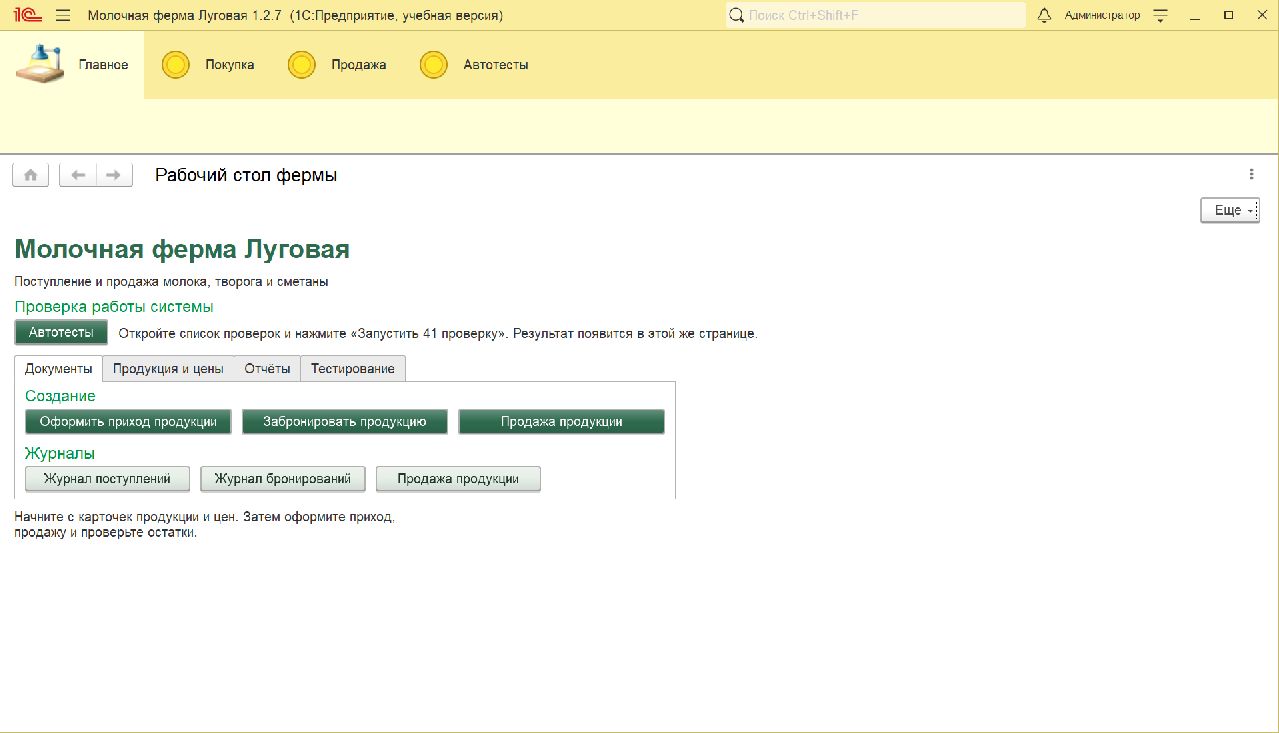 1С Молочная ферма Луговая 1.2.7 (1С:Предприятие, учебная версия) Поиск Ctrl+Shift+F Администратор
Главное Покупка Продажа Автотесты
Рабочий стол фермы
Еще
Молочная ферма Луговая
Поступление и продажа молока, творога и сметаны
Проверка работы системы
Автотесты Откройте список проверок и нажмите «Запустить 41 проверку». Результат появится в этой же странице.
Документы Продукция и цены Отчёты Тестирование
Создание
Оформить приход продукции Забронировать продукцию Продажа продукции
Журналы
Журнал поступлений Журнал бронирований Продажа продукции
Начните с карточек продукции и цен. Затем оформите приход,
продажу и проверьте остатки.